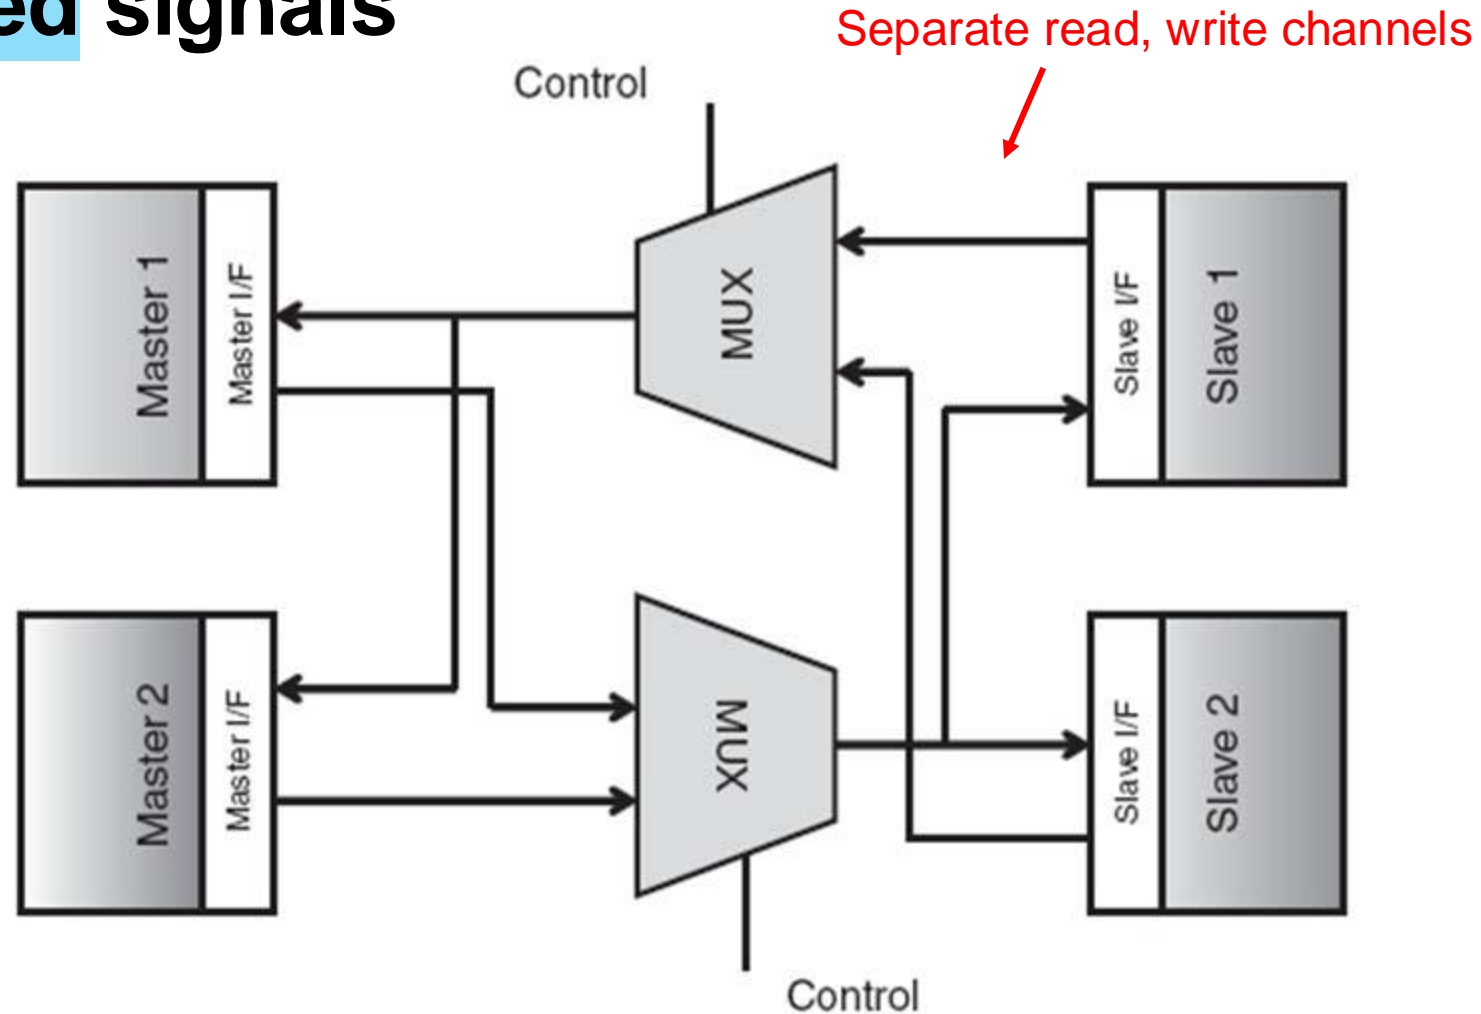 ed signals
Separate read, write channels
Control
Master 1
Master I/F
MUX
Slave I/F
Slave 1
Master 2
Master I/F
MUX
Slave I/F
Slave 2
Control